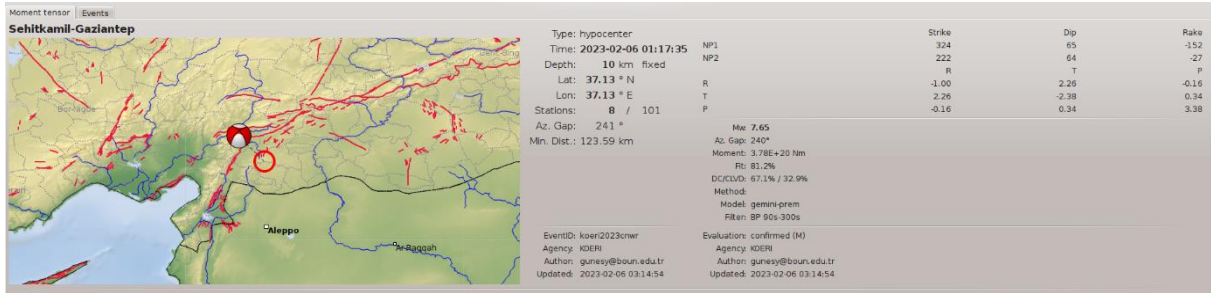 Moment tensor Events
Sehitkamil-Gaziantep
Aleppo
Ar Raqqah
Type: hypocenter
Time: 2023-02-06 01:17:35
Depth: 10 km fixed
Lat: 37.13 ° N
Lon: 37.13 ° E
Stations: 8 / 101
Az. Gap: 241 °
Min. Dist.: 123.59 km
EventID: koeri2023cnwr
Agency: KOERI
Author: gunesy@boun.edu.tr
Updated: 2023-02-06 03:14:54
Strike Dip Rake
NP1 324 65 -152
NP2 222 64 -27
R T P
R -1.00 2.26 -0.16
T 2.26 -2.38 0.34
P -0.16 0.34 3.38
Mw: 7.65
Az. Gap: 240°
Moment: 3.78E+20 Nm
Fit: 81.2%
DC/CLVD: 67.1% / 32.9%
Method:
Model: gemini-prem
Filter: BP 90s-300s
Evaluation: confirmed (M)
Agency: KOERI
Author: gunesy@boun.edu.tr
Updated: 2023-02-06 03:14:54